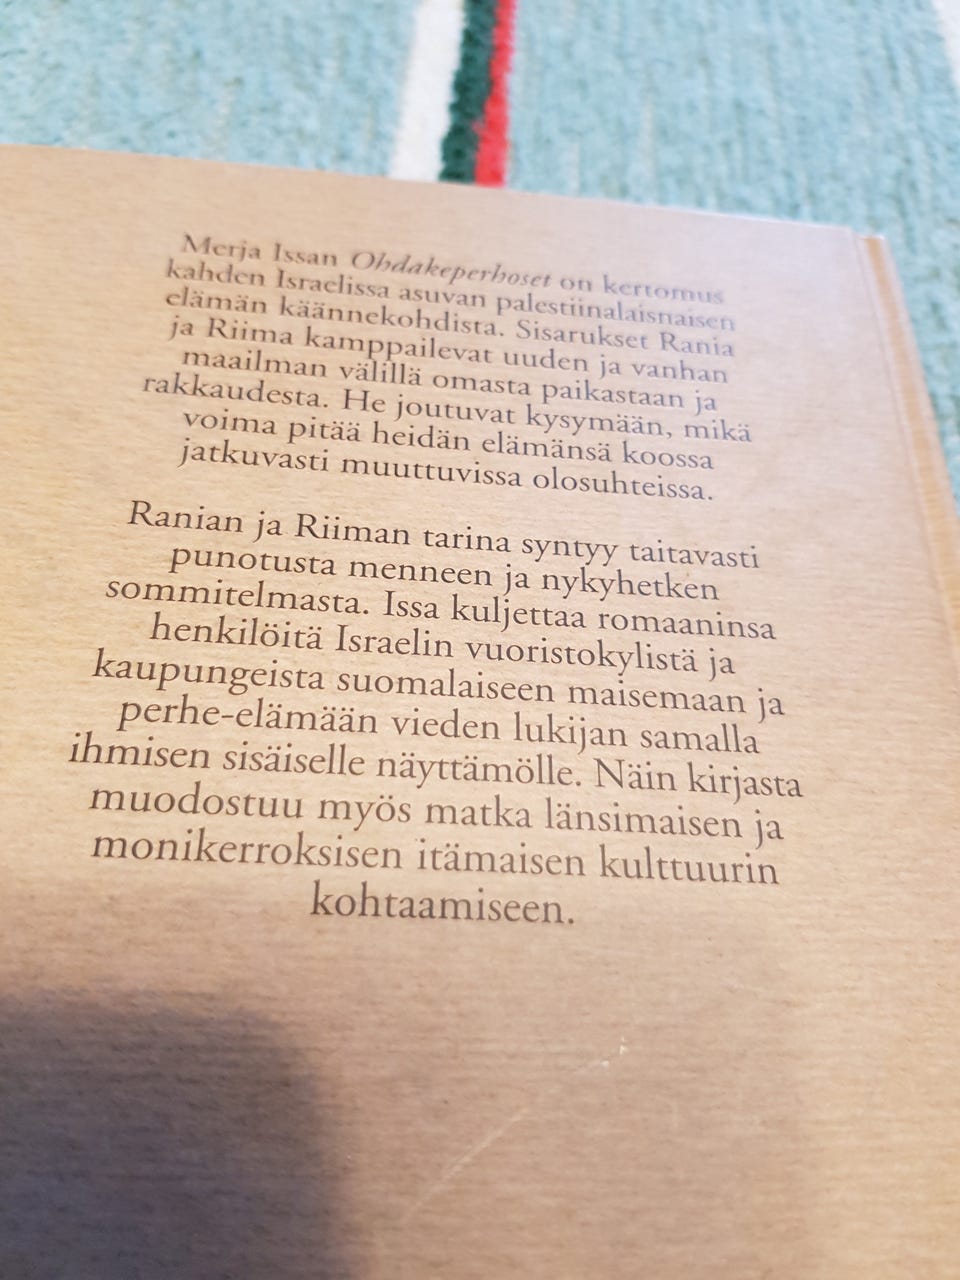 Merja Issan Ohdakeperhoset on kertomus
kahden Israelissa asuvan palestiinalaisnaisen
elämän käännekohdista. Sisarukset Rania
ja Riima kamppailevat uuden ja vanhan
maailman välillä omasta paikastaan ja
rakkaudesta. He joutuvat kysymään, mikä
voima pitää heidän elämänsä koossa
jatkuvasti muuttuvissa olosuhteissa.
Ranian ja Riiman tarina syntyy taitavasti
punotusta menneen ja nykyhetken
sommitelmasta. Issa kuljettaa romaaninsa
henkilöitä Israelin vuoristokylistä ja
kaupungeista suomalaiseen maisemaan ja
perhe-elämään vieden lukijan samalla
ihmisen sisäiselle näyttämölle. Näin kirjasta
muodostuu myös matka länsimaisen ja
monikerroksisen itämaisen kulttuurin
kohtaamiseen.